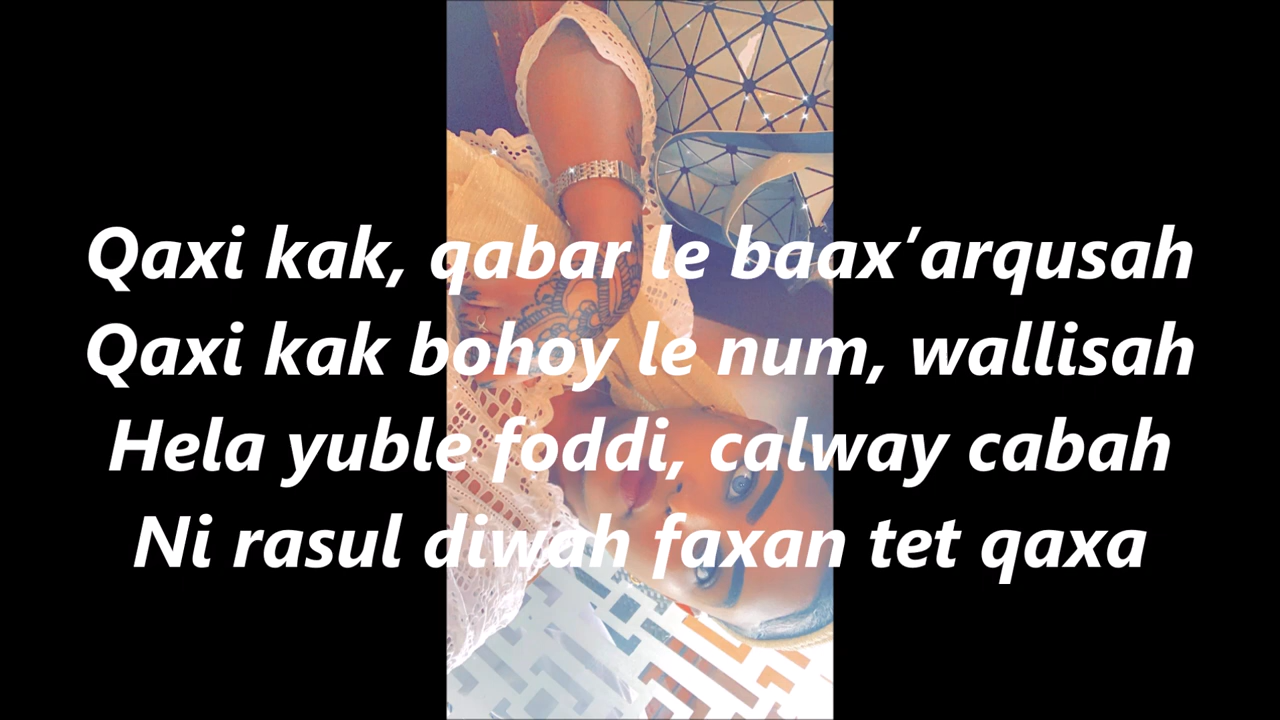 Qaxi kak, qabar le baax’arqusah
Qaxi kak bohoy le num, wallisah
Hela yuble foddi, calway cabah
Ni rasul diwah faxan tet qaxa